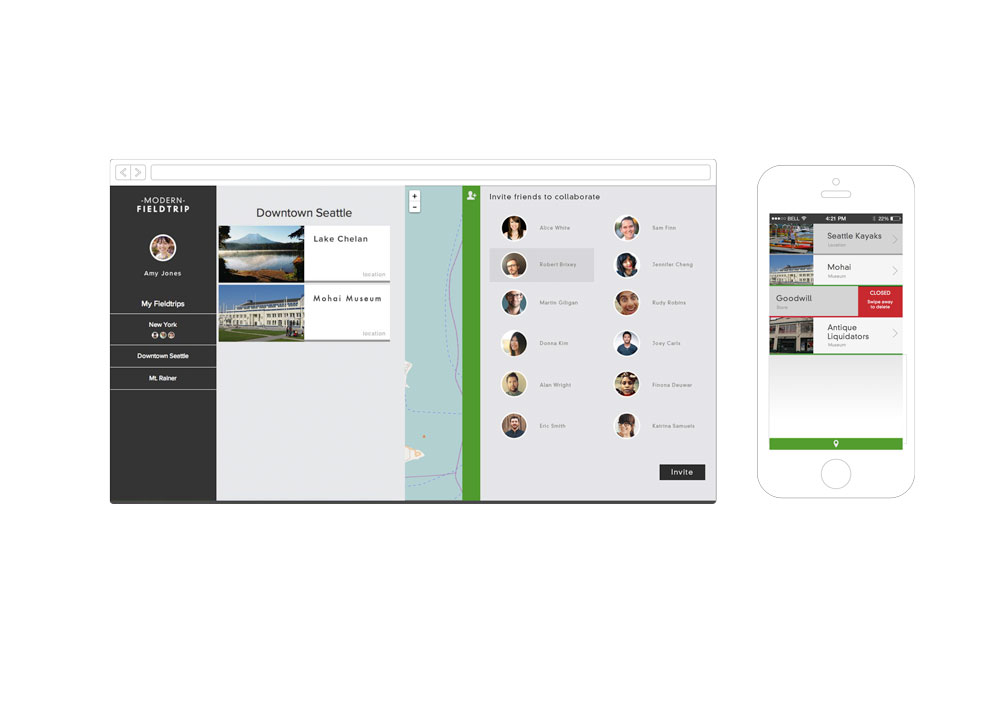 -MODERN-
FIELDTRIP
Amy Jones
My Fieldtrips
New York
Downtown Seattle
Mt. Rainer
Downtown Seattle
Lake Chelan
location
Mohai Museum
location
+
-
Invite friends to collaborate
Alice White
Sam Finn
Robert Brisey
Jennifer Cheng
Martin Giligan
Rudy Robins
Donna Kim
Joey Carls
Alan Wright
Finona Deuwer
Eric Smith
Katrina Samuels
Invite
BELL 4:21 PM 22%
Seattle Kayaks
Location
Mohai
Museum
Goodwill
Store
CLOSED
Swipe away
to delete
Antique
Liquidators
Museum